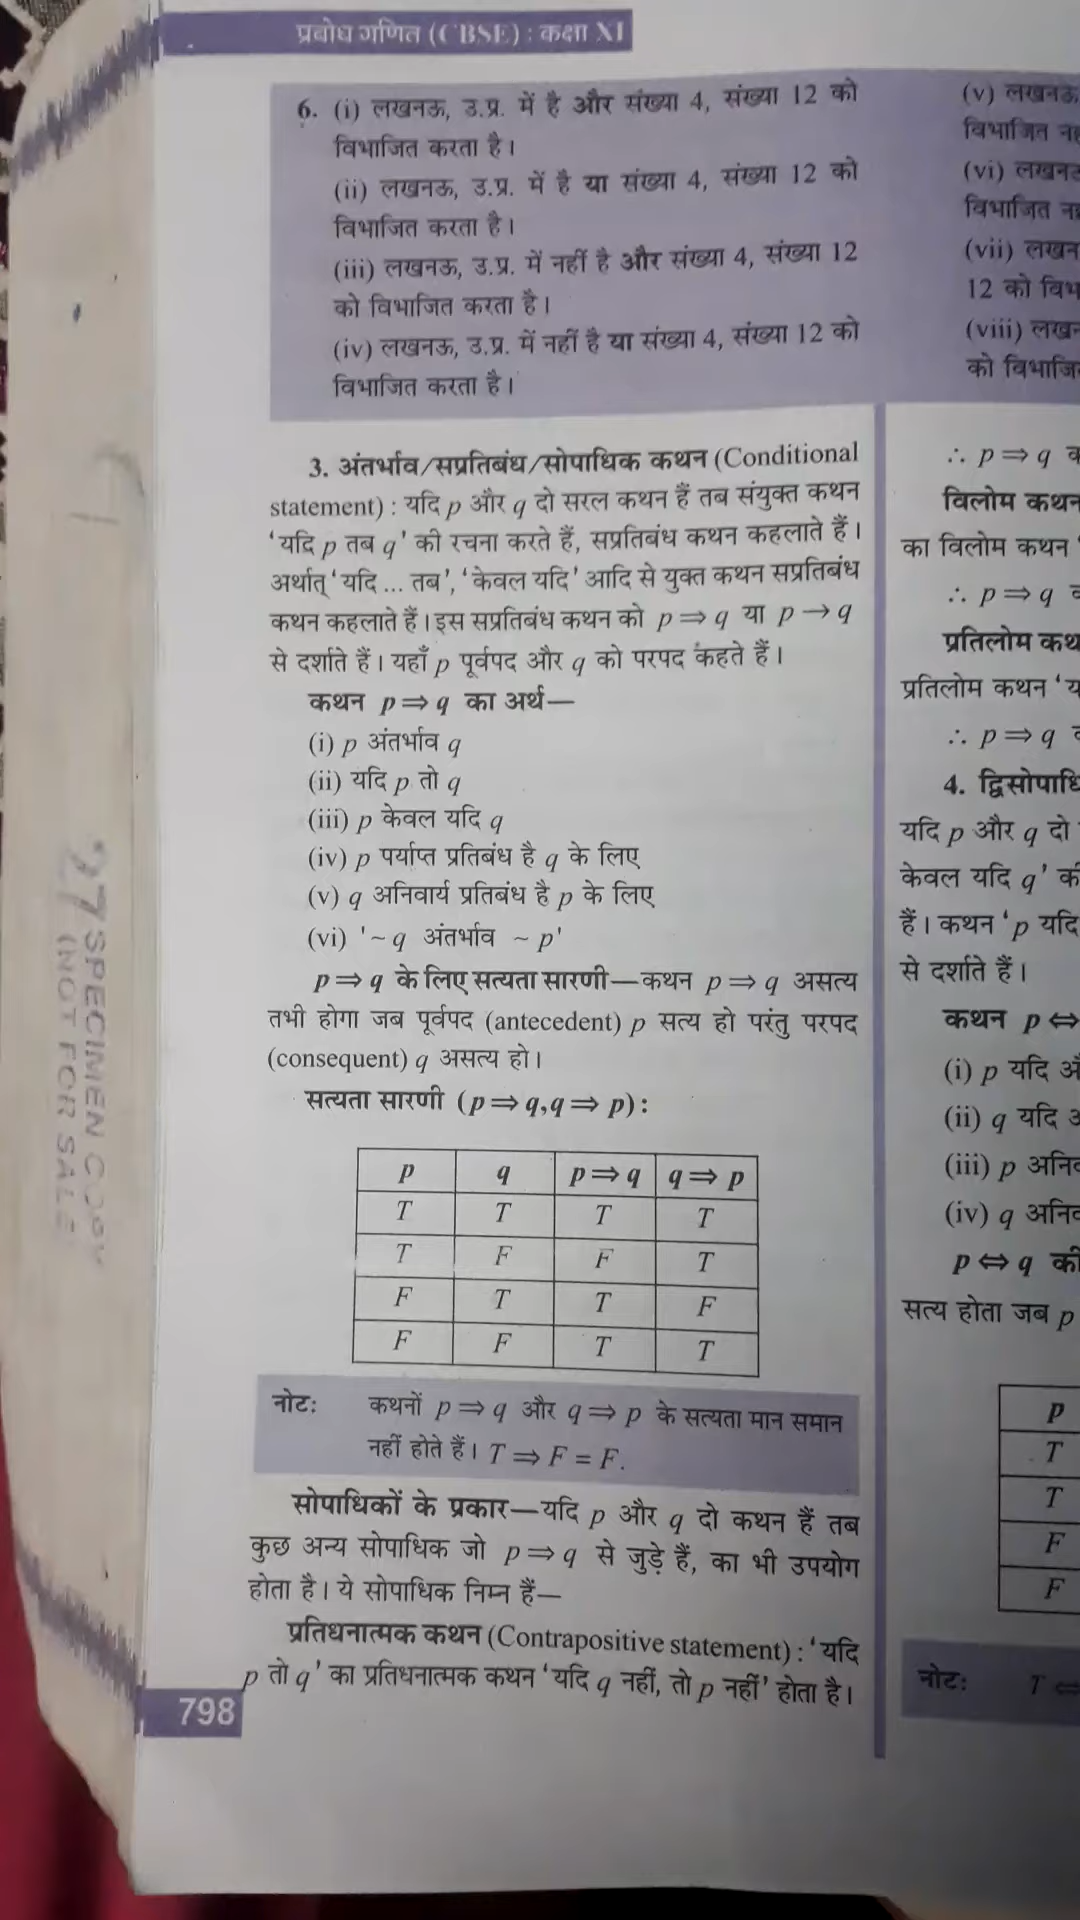 प्रबोध गणित (CBSE) : कक्षा XI
6. (i) लखनऊ, उ.प्र. में है और संख्या 4, संख्या 12 को
विभाजित करता है।
(ii) लखनऊ, उ.प्र. में है या संख्या 4, संख्या 12 को
विभाजित करता है।
(iii) लखनऊ, उ.प्र. में नहीं है और संख्या 4, संख्या 12
को विभाजित करता है।
(iv) लखनऊ, उ.प्र. में नहीं है या संख्या 4, संख्या 12 को
विभाजित करता है।
3. अंतर्भाव/सप्रतिबंध/सोपाधिक कथन (Conditional
statement) : यदि p और q दो सरल कथन हैं तब संयुक्त कथन
‘यदि p तब q’ की रचना करते हैं, सप्रतिबंध कथन कहलाते हैं।
अर्थात् ‘यदि ... तब’, ‘केवल यदि’ आदि से युक्त कथन सप्रतिबंध
कथन कहलाते हैं। इस सप्रतिबंध कथन को p ⇒ q या p → q
से दर्शाते हैं। यहाँ p पूर्वपद और q को परपद कहते हैं।
कथन p ⇒ q का अर्थ—
(i) p अंतर्भाव q
(ii) यदि p तो q
(iii) p केवल यदि q
(iv) p पर्याप्त प्रतिबंध है q के लिए
(v) q अनिवार्य प्रतिबंध है p के लिए
(vi) '~ q अंतर्भाव ~ p'
p ⇒ q के लिए सत्यता सारणी—कथन p ⇒ q असत्य
तभी होगा जब पूर्वपद (antecedent) p सत्य हो परंतु परपद
(consequent) q असत्य हो।
सत्यता सारणी (p ⇒ q, q ⇒ p) :
p q p ⇒ q q ⇒ p
T T T T
T F F T
F T T F
F F T T
नोट: कथनों p ⇒ q और q ⇒ p के सत्यता मान समान
नहीं होते हैं। T ⇒ F = F.
सोपाधिकों के प्रकार—यदि p और q दो कथन हैं तब
कुछ अन्य सोपाधिक जो p ⇒ q से जुड़े हैं, का भी उपयोग
होता है। ये सोपाधिक निम्न हैं—
प्रतिधनात्मक कथन (Contrapositive statement) : ‘यदि
p तो q’ का प्रतिधनात्मक कथन ‘यदि q नहीं, तो p नहीं’ होता है।
798
(v) लखनऊ,
विभाजित
(vi)
विभाजित
(vii)
12 को
(viii)
को
∴ p ⇒ q
विलोम कथन
का विलोम कथन
∴ p ⇒ q
प्रतिलोम
प्रतिलोम कथन
∴ p ⇒ q
4.
यदि p और q दो
केवल यदि q’
हैं। कथन ‘p यदि
से दर्शाते हैं।
कथन p ⇔
(i) p यदि
(ii) q यदि
(iii) p
(iv) q
p ⇔ q की
सत्य होता जब p
p
T
T
F
F
नोट: T
SPECIMEN COPY
(NOT FOR SALE